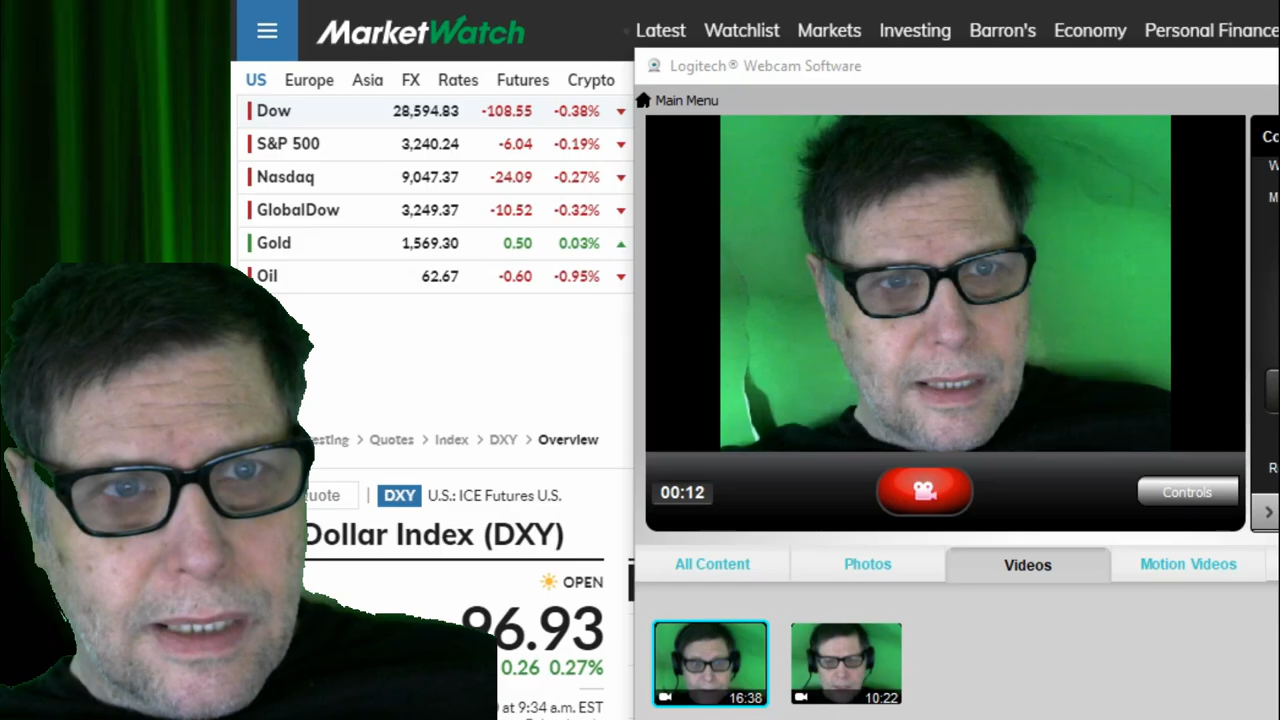 MarketWatch
Latest Watchlist Markets Investing Barron's Economy Personal Finance
US Europe Asia FX Rates Futures Crypto
Dow 28,594.83 -108.55 -0.38%
S&P 500 3,240.24 -6.04 -0.19%
Nasdaq 9,047.37 -24.09 -0.27%
GlobalDow 3,249.37 -10.52 -0.32%
Gold 1,569.30 0.50 0.03%
Oil 62.67 -0.60 -0.95%
esting > Quotes > Index > DXY > Overview
uote | DXY U.S.: ICE Futures U.S.
Dollar Index (DXY)
OPEN
96.93
0.26 0.27%
at 9:34 a.m. EST
Logitech® Webcam Software
Main Menu
Co
W
M
R
00:12
Controls
All Content Photos Videos Motion Videos
16:38 10:22